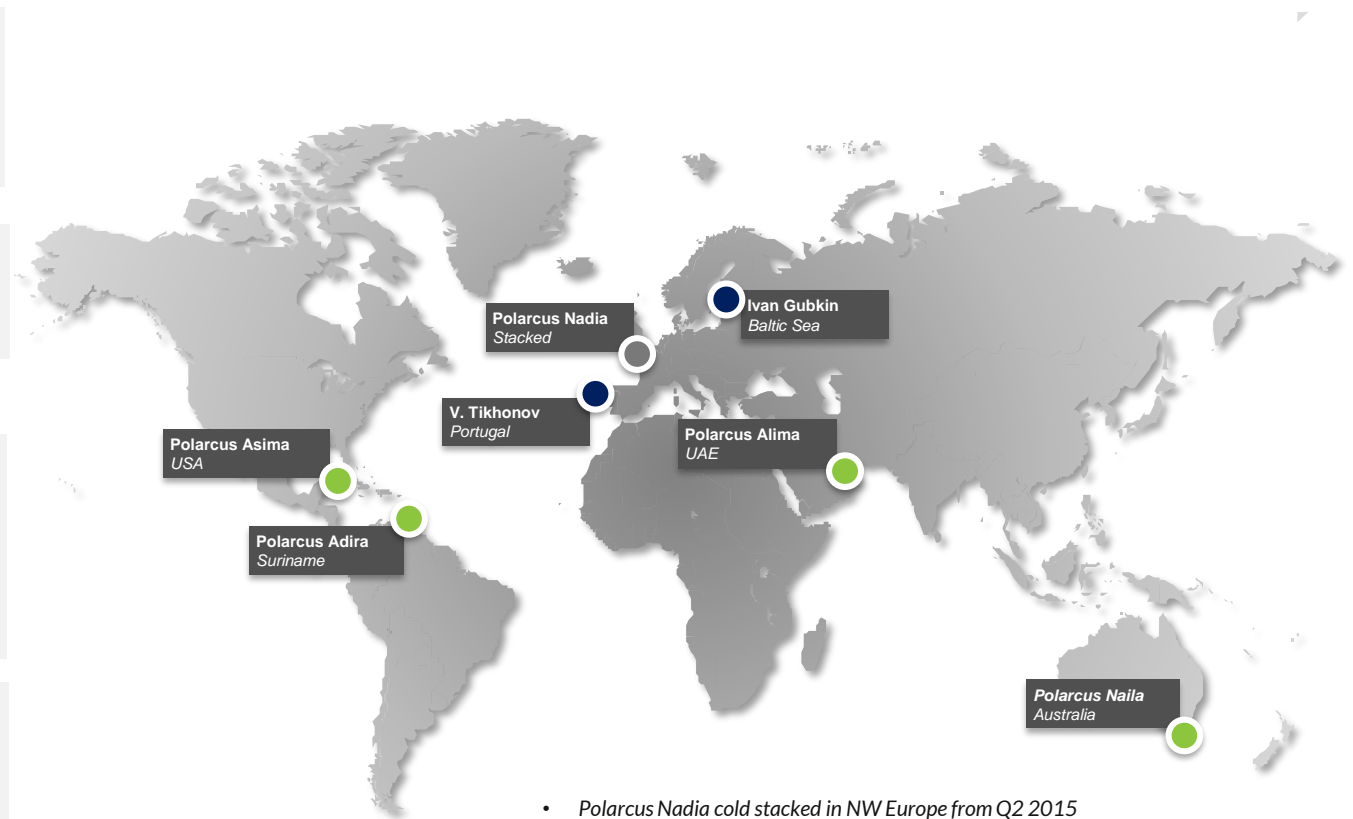 Ivan Gubkin
Baltic Sea
Polarcus Nadia
Stacked
V. Tikhonov
Portugal
Polarcus Alima
UAE
Polarcus Asima
USA
Polarcus Adira
Suriname
Polarcus Naila
Australia
• Polarcus Nadia cold stacked in NW Europe from Q2 2015